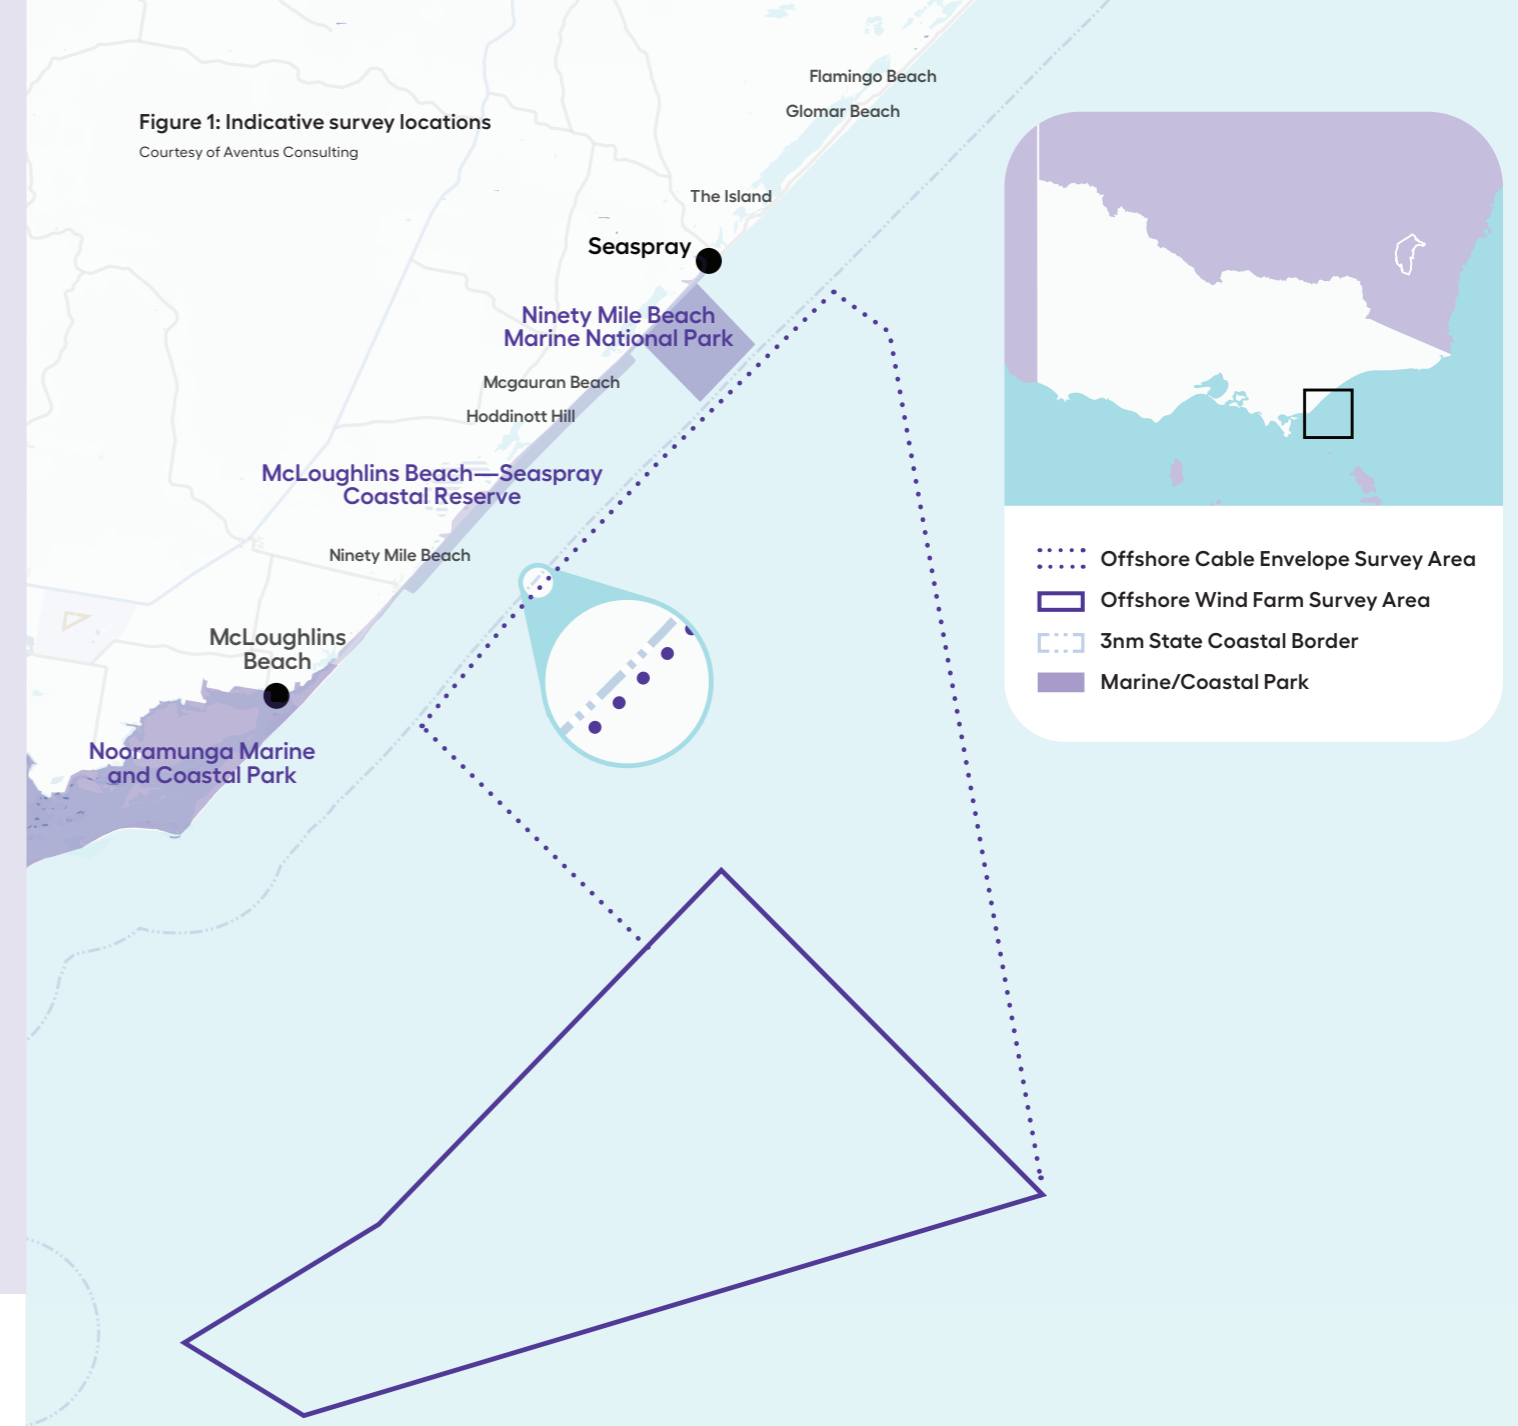 Flamingo Beach
Glomar Beach
Figure 1: Indicative survey locations
Courtesy of Aventus Consulting
The Island
Seaspray
Ninety Mile Beach
Marine National Park
Mcgauran Beach
Hoddinott Hill
McLoughlins Beach—Seaspray
Coastal Reserve
Ninety Mile Beach
McLoughlins
Beach
Nooramunga Marine
and Coastal Park
Offshore Cable Envelope Survey Area
Offshore Wind Farm Survey Area
3nm State Coastal Border
Marine/Coastal Park